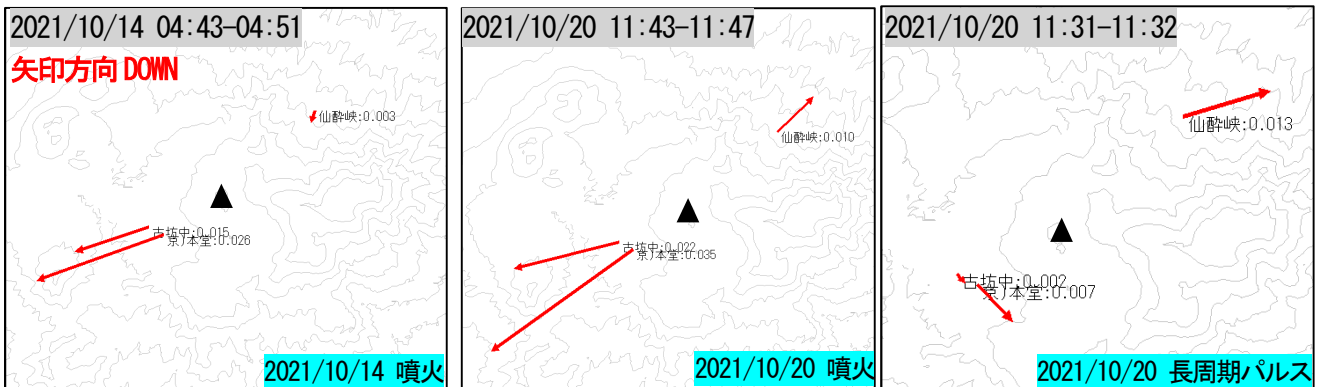 2021/10/14 04:43-04:51
矢印方向 DOWN
仙酔峡:0.003
古坊中:0.015
京ノ本堂:0.026
2021/10/14 噴火
2021/10/20 11:43-11:47
仙酔峡:0.010
古坊中:0.022
京ノ本堂:0.035
2021/10/20 噴火
2021/10/20 11:31-11:32
仙酔峡:0.013
古坊中:0.002
京ノ本堂:0.007
2021/10/20 長周期パルス